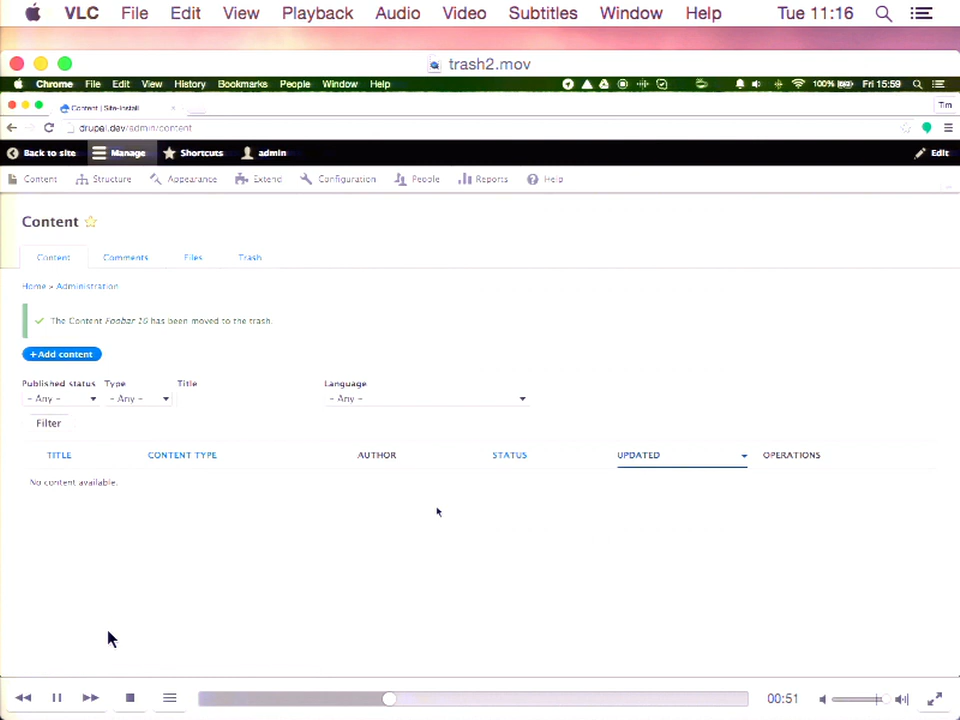 VLC File Edit View Playback Audio Video Subtitles Window Help Tue 11:16
trash2.mov
Chrome File Edit View History Bookmarks People Window Help 100% Fri 15:59
Content | Site-Install Tim
drupal.dev/admin/content
Back to site Manage Shortcuts admin Edit
Content Structure Appearance Extend Configuration People Reports Help
Content
Content Comments Files Trash
Home » Administration
The Content Foobar 10 has been moved to the trash.
+ Add content
Published status Type Title Language
- Any - - Any - - Any -
Filter
TITLE CONTENT TYPE AUTHOR STATUS UPDATED OPERATIONS
No content available.
00:51